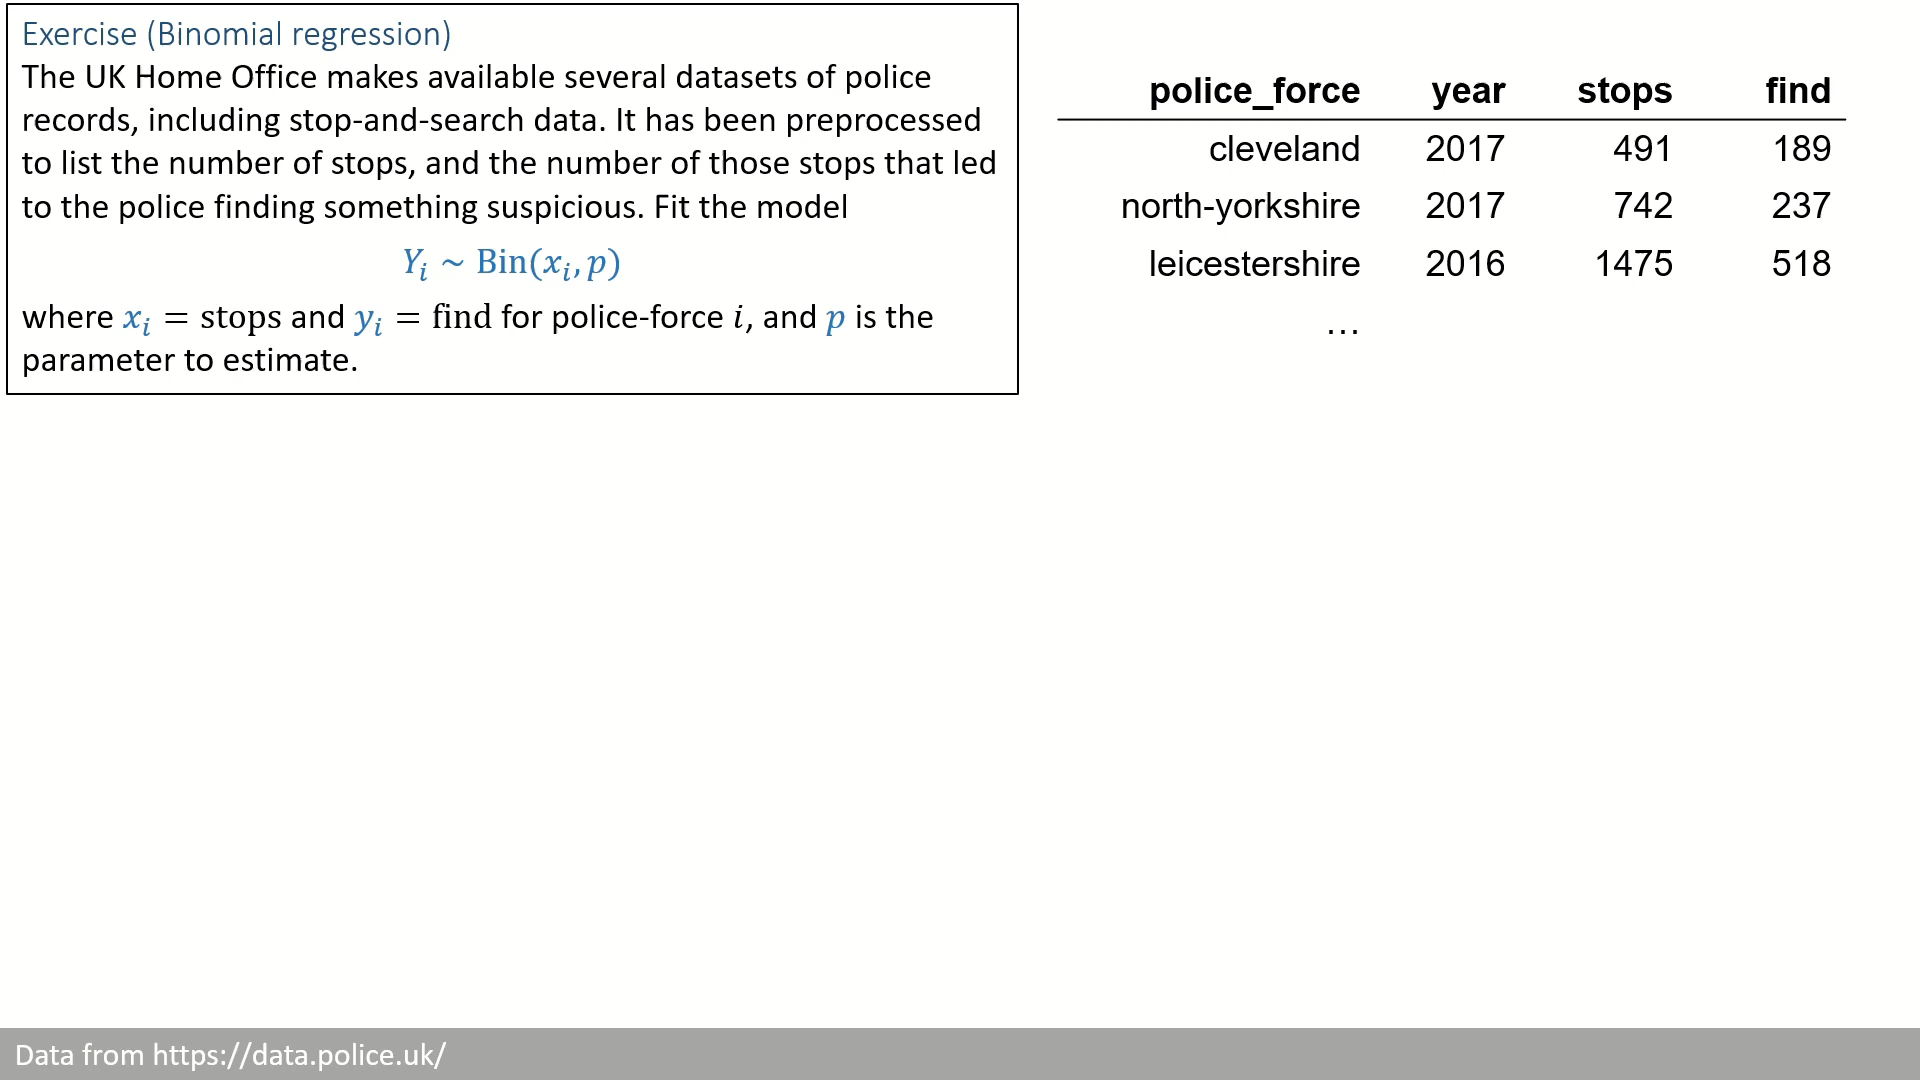 Exercise (Binomial regression)
The UK Home Office makes available several datasets of police
records, including stop-and-search data. It has been preprocessed
to list the number of stops, and the number of those stops that led
to the police finding something suspicious. Fit the model
Yᵢ ~ Bin(xᵢ, p)
where xᵢ = stops and yᵢ = find for police-force i, and p is the
parameter to estimate.
police_force year stops find
cleveland 2017 491 189
north-yorkshire 2017 742 237
leicestershire 2016 1475 518
…
Data from https://data.police.uk/